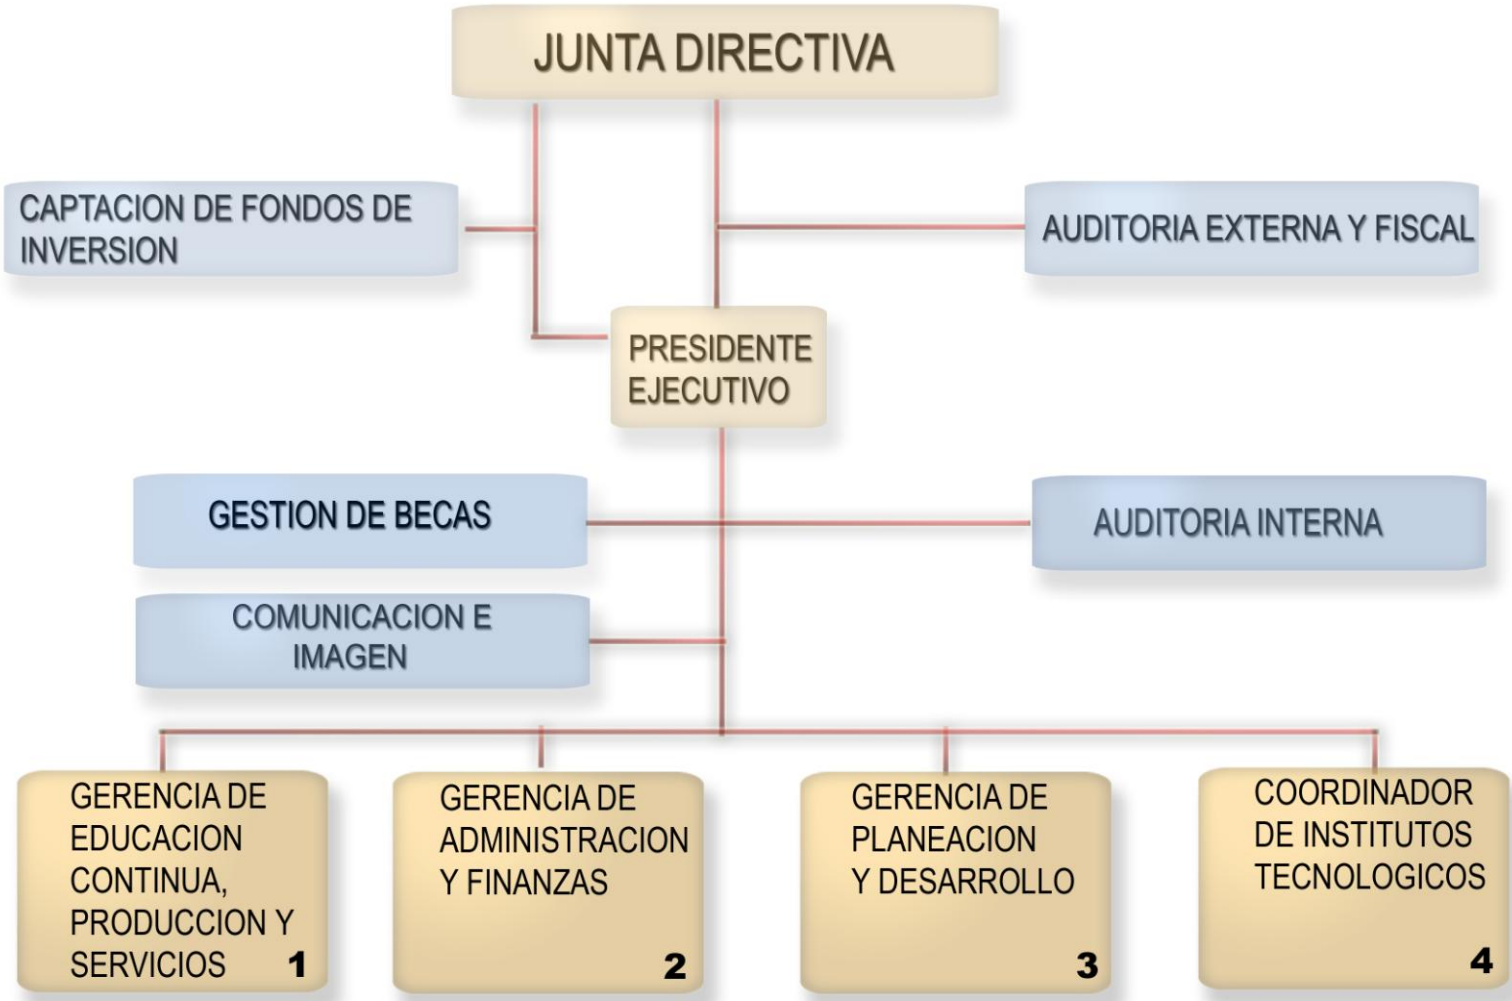 JUNTA DIRECTIVA
CAPTACION DE FONDOS DE
INVERSION
AUDITORIA EXTERNA Y FISCAL
PRESIDENTE
EJECUTIVO
GESTION DE BECAS
AUDITORIA INTERNA
COMUNICACION E
IMAGEN
GERENCIA DE
EDUCACION
CONTINUA,
PRODUCCION Y
SERVICIOS 1
GERENCIA DE
ADMINISTRACION
Y FINANZAS
2
GERENCIA DE
PLANEACION
Y DESARROLLO
3
COORDINADOR
DE INSTITUTOS
TECNOLOGICOS
4